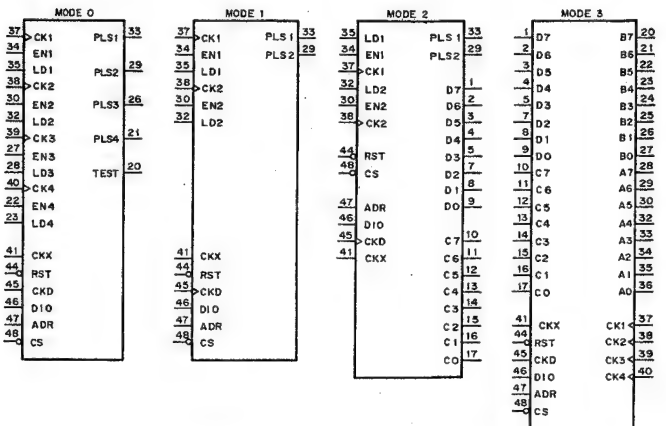 MODE 0
37 CK1 PLS1 33
34 EN1
35 LD1 PLS2 29
38 CK2
30 EN2 PLS3 26
32 LD2
39 CK3 PLS4 21
27 EN3
28 LD3 TEST 20
40 CK4
22 EN4
23 LD4
41 CKX
44 RST
45 CKD
46 DIO
47 ADR
48 CS
MODE 1
37 CK1 PLS1 33
34 EN1 PLS2 29
35 LD1
38 CK2
30 EN2
32 LD2
41 CKX
44 RST
45 CKD
46 DIO
47 ADR
48 CS
MODE 2
35 LD1 PLS1 33
34 EN1 PLS2 29
37 CK1
32 LD2 D7 1
30 EN2 D6 2
38 CK2 D5 3
D4 4
44 RST D3 5
48 CS D2 7
D1 8
47 ADR D0 9
46 DIO
45 CKD C7 10
41 CKX C6 11
C5 12
C4 13
C3 14
C2 15
C1 16
C0 17
MODE 3
1 D7 B7 20
2 D6 B6 21
3 D5 B5 22
4 D4 B4 23
5 D3 B3 24
7 D2 B2 25
8 D1 B1 26
9 D0 B0 27
10 C7 A7 28
11 C6 A6 29
12 C5 A5 30
13 C4 A4 32
14 C3 A3 33
15 C2 A2 34
16 C1 A1 35
17 C0 A0 36
41 CKX CK1 37
44 RST CK2 38
45 CKD CK3 39
46 DIO CK4 40
47 ADR
48 CS